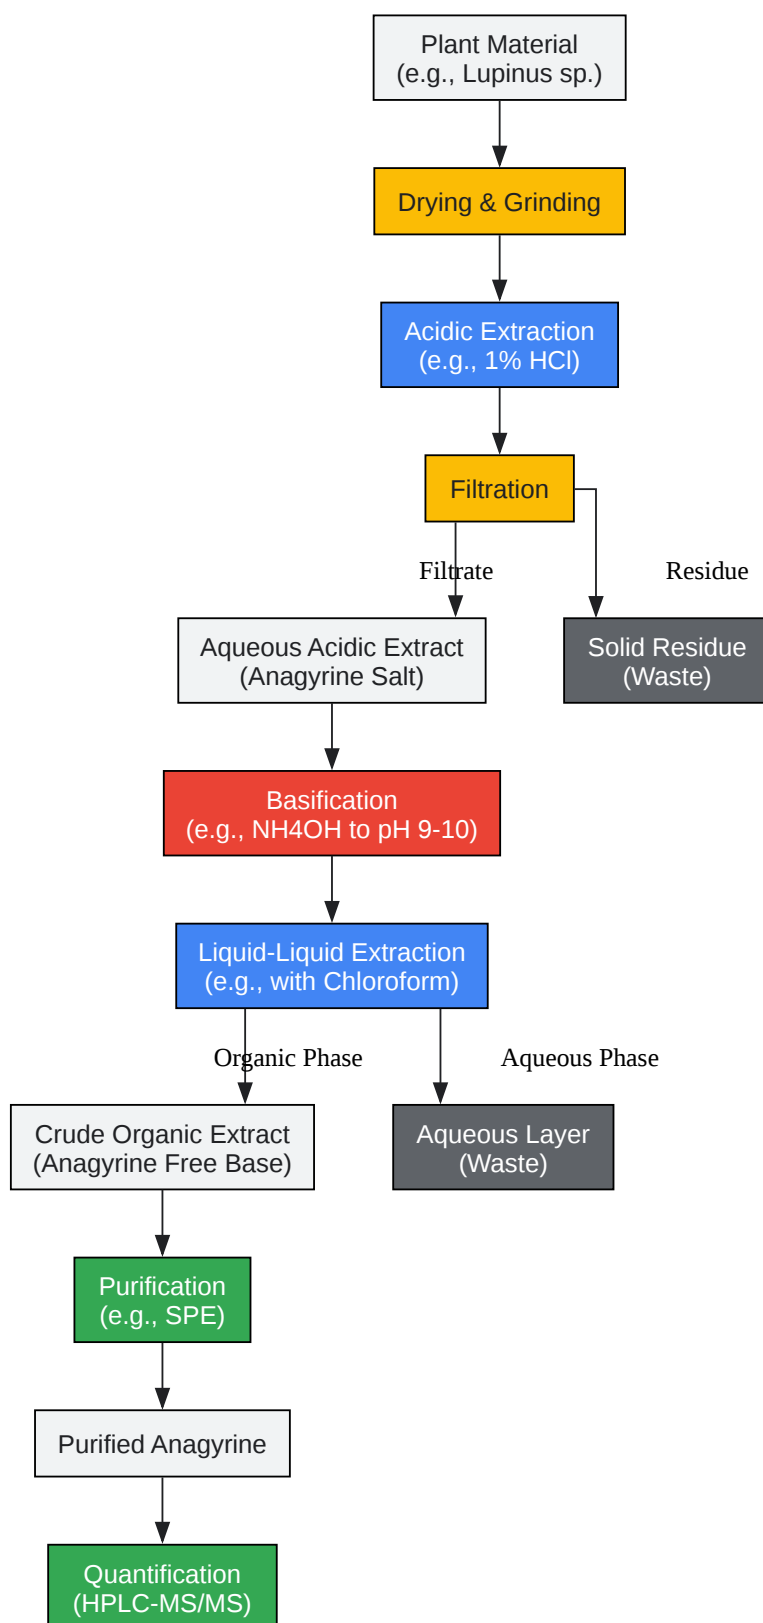 Plant Material
(e.g., Lupinus sp.)
Drying & Grinding
Acidic Extraction
(e.g., 1% HCl)
Filtration
Filtrate
Residue
Aqueous Acidic Extract
(Anagyrine Salt)
Solid Residue
(Waste)
Basification
(e.g., NH4OH to pH 9-10)
Liquid-Liquid Extraction
(e.g., with Chloroform)
Organic Phase
Aqueous Phase
Crude Organic Extract
(Anagyrine Free Base)
Aqueous Layer
(Waste)
Purification
(e.g., SPE)
Purified Anagyrine
Quantification
(HPLC-MS/MS)